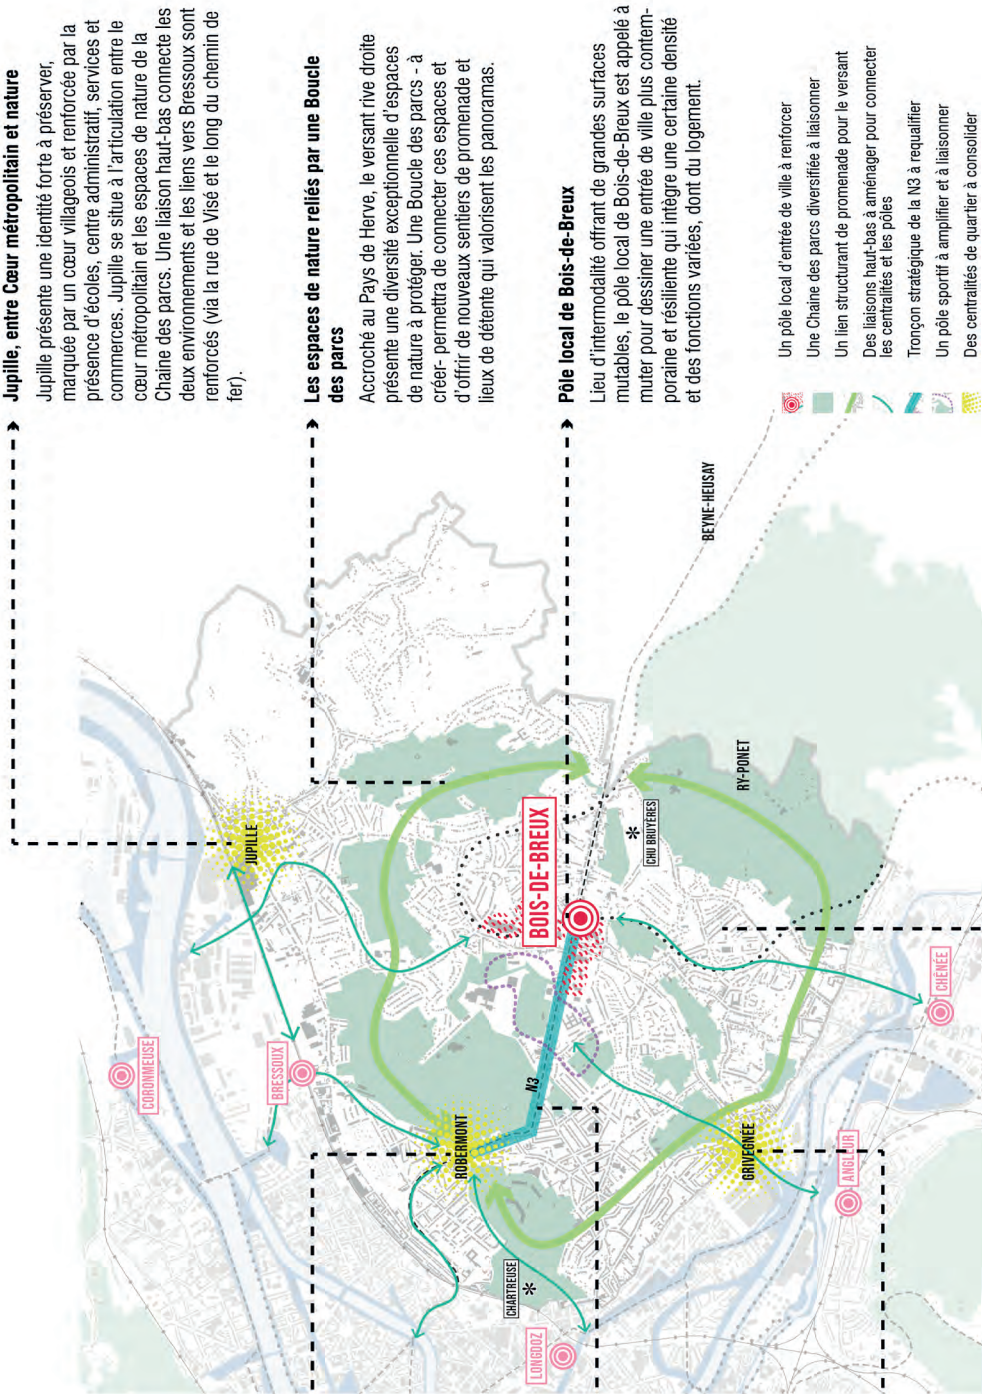 Jupille, entre Cœur métropolitain et nature
Jupille présente une identité forte à préserver,
marquée par un cœur villageois et renforcée par la
présence d'écoles, centre administratif, services et
commerces. Jupille se situe à l'articulation entre le
cœur métropolitain et les espaces de nature de la
Chaine des parcs. Une liaison haut-bas connecte les
deux environnements et les liens vers Bressoux sont
renforcés (via la rue de Visé et le long du chemin de
fer).
Les espaces de nature reliés par une Boucle
des parcs
Accroché au Pays de Herve, le versant rive droite
présente une diversité exceptionnelle d'espaces
de nature à protéger. Une Boucle des parcs - à
créer- permettra de connecter ces espaces et
d'offrir de nouveaux sentiers de promenade et
lieux de détente qui valorisent les panoramas.
Pôle local de Bois-de-Breux
Lieu d'intermodalité offrant de grandes surfaces
mutables, le pôle local de Bois-de-Breux est appelé à
muter pour dessiner une entrée de ville plus contem-
poraine et résiliente qui intègre une certaine densité
et des fonctions variées, dont du logement.
Un pôle local d'entrée de ville à renforcer
Une Chaine des parcs diversifiée à liaisonner
Un lien structurant de promenade pour le versant
Des liaisons haut-bas à aménager pour connecter
les centralités et les pôles
Tronçon stratégique de la N3 à requalifier
Un pôle sportif à amplifier et à liaisonner
Des centralités de quartier à consolider
JUPILLE
CORONMEUSE
BRESSOUX
BEYNE-HEUSAY
BOIS-DE-BREUX
ROBERMONT
N3
CHU BRUYÈRES
*
RY-PONET
CHARTREUSE
*
LONGDOZ
GRIVEGNÉE
ANGLEUR
CHÊNÉE